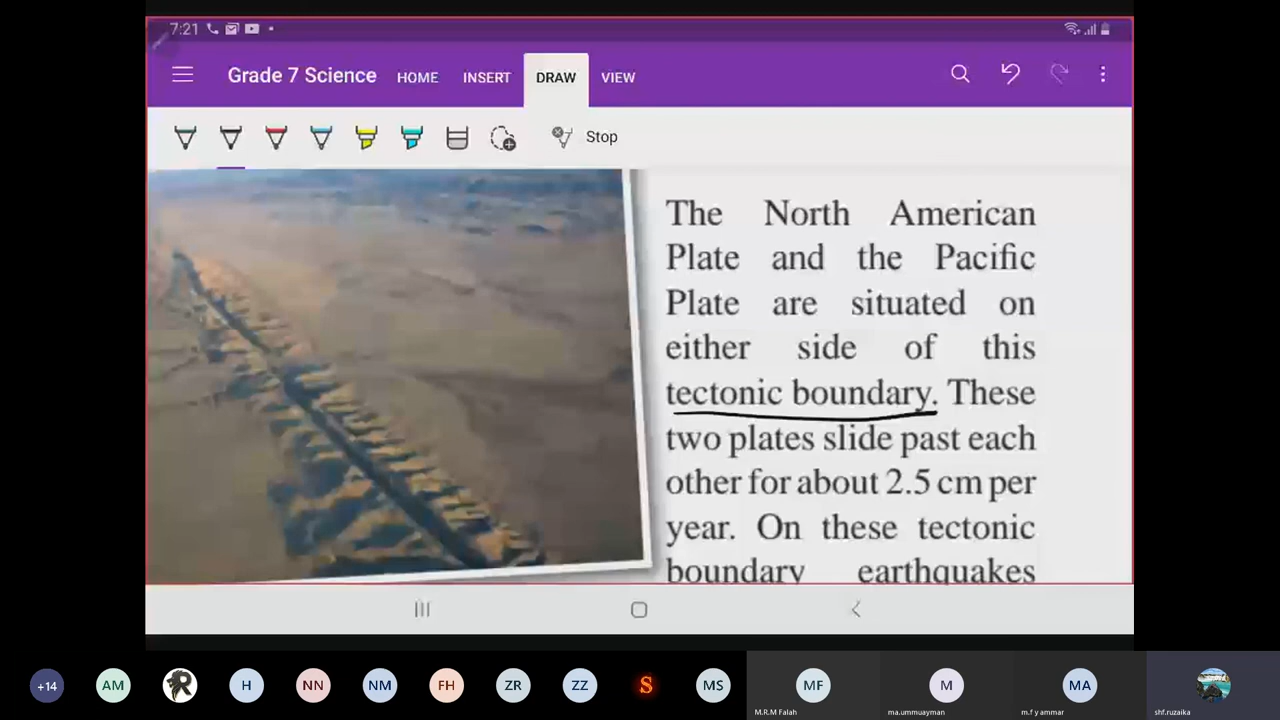 7:21
Grade 7 Science HOME INSERT DRAW VIEW
Stop
The North American
Plate and the Pacific
Plate are situated on
either side of this
tectonic boundary. These
two plates slide past each
other for about 2.5 cm per
year. On these tectonic
boundary earthquakes
+14 AM R H NN NM FH ZR ZZ S MS MF M MA
M.R.M Falah ma.ummuayman m.f y ammar shf.ruzaika